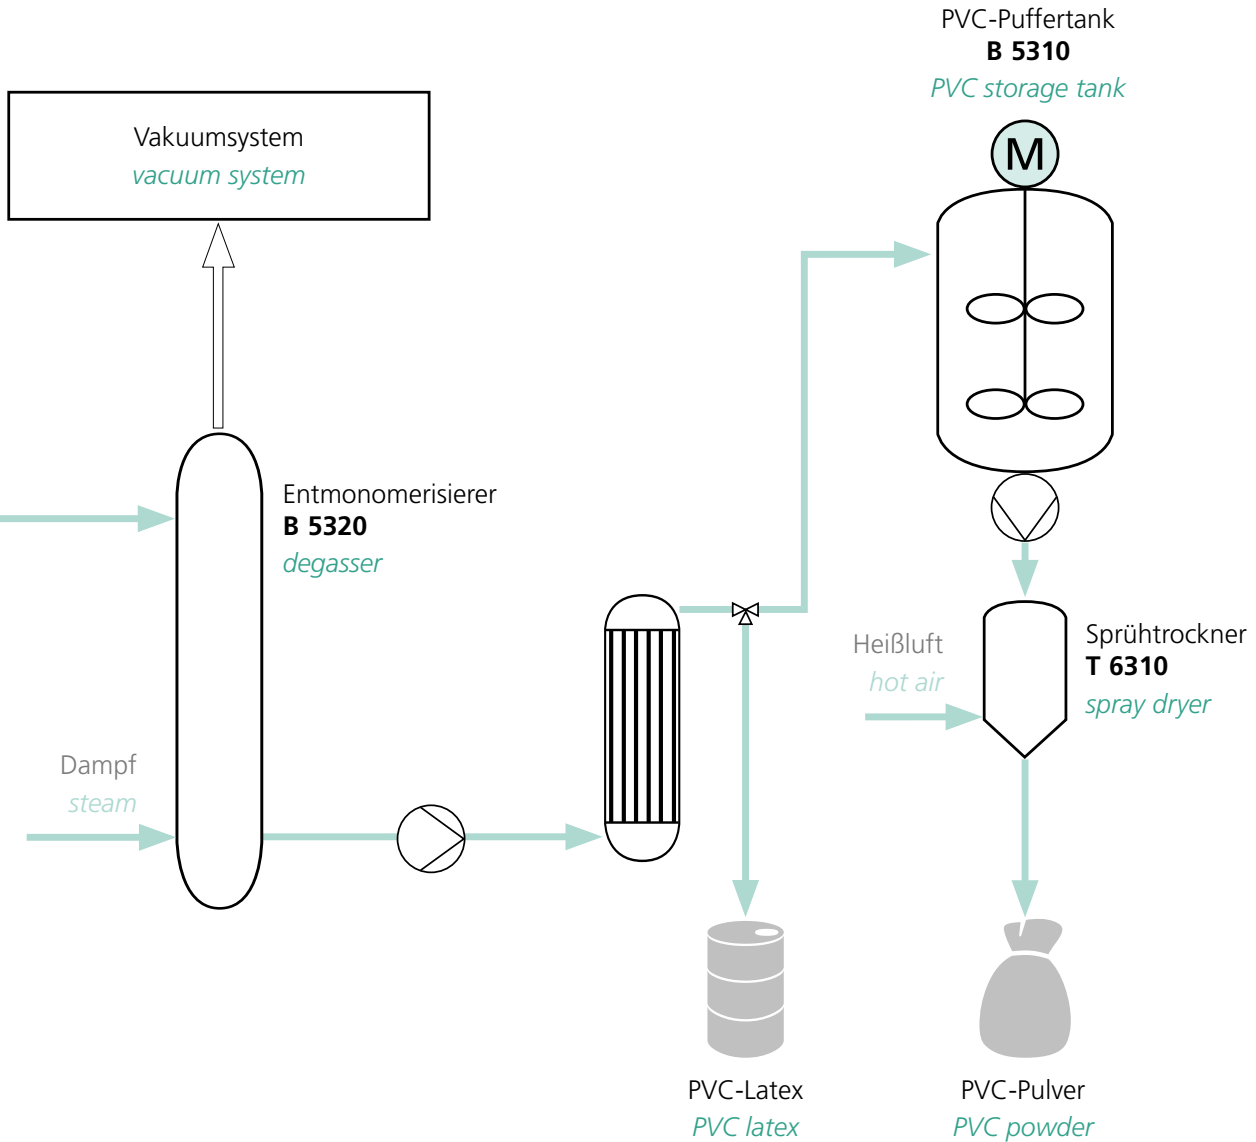 PVC-Puffertank
B 5310
PVC storage tank
Vakuumsystem
vacuum system
M
Entmonomerisierer
B 5320
degasser
Heißluft
hot air
Sprühtrockner
T 6310
spray dryer
Dampf
steam
PVC-Latex
PVC latex
PVC-Pulver
PVC powder